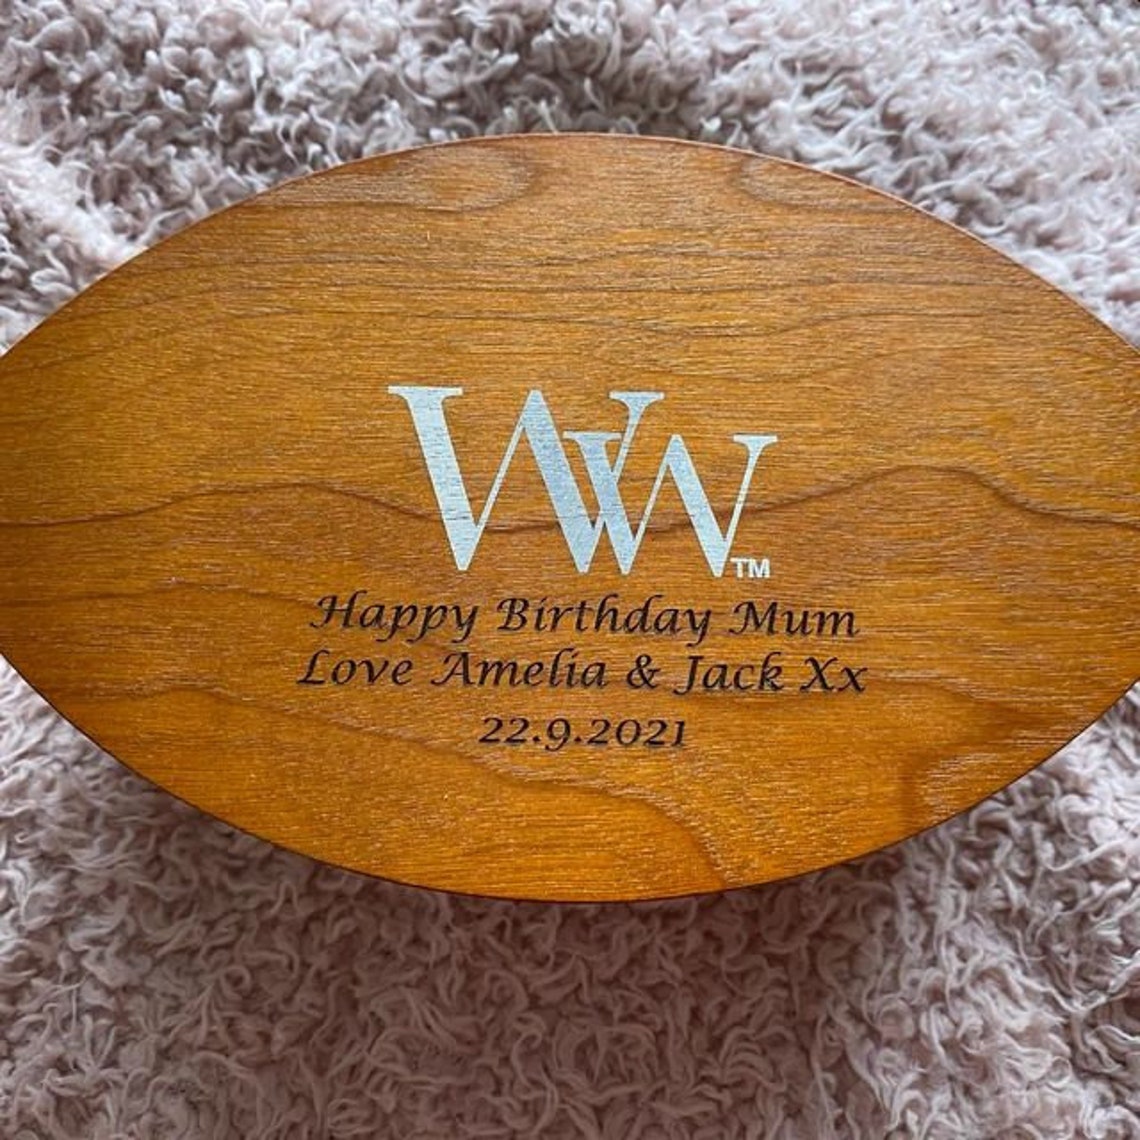 WW™
Happy Birthday Mum
Love Amelia & Jack Xx
22.9.2021